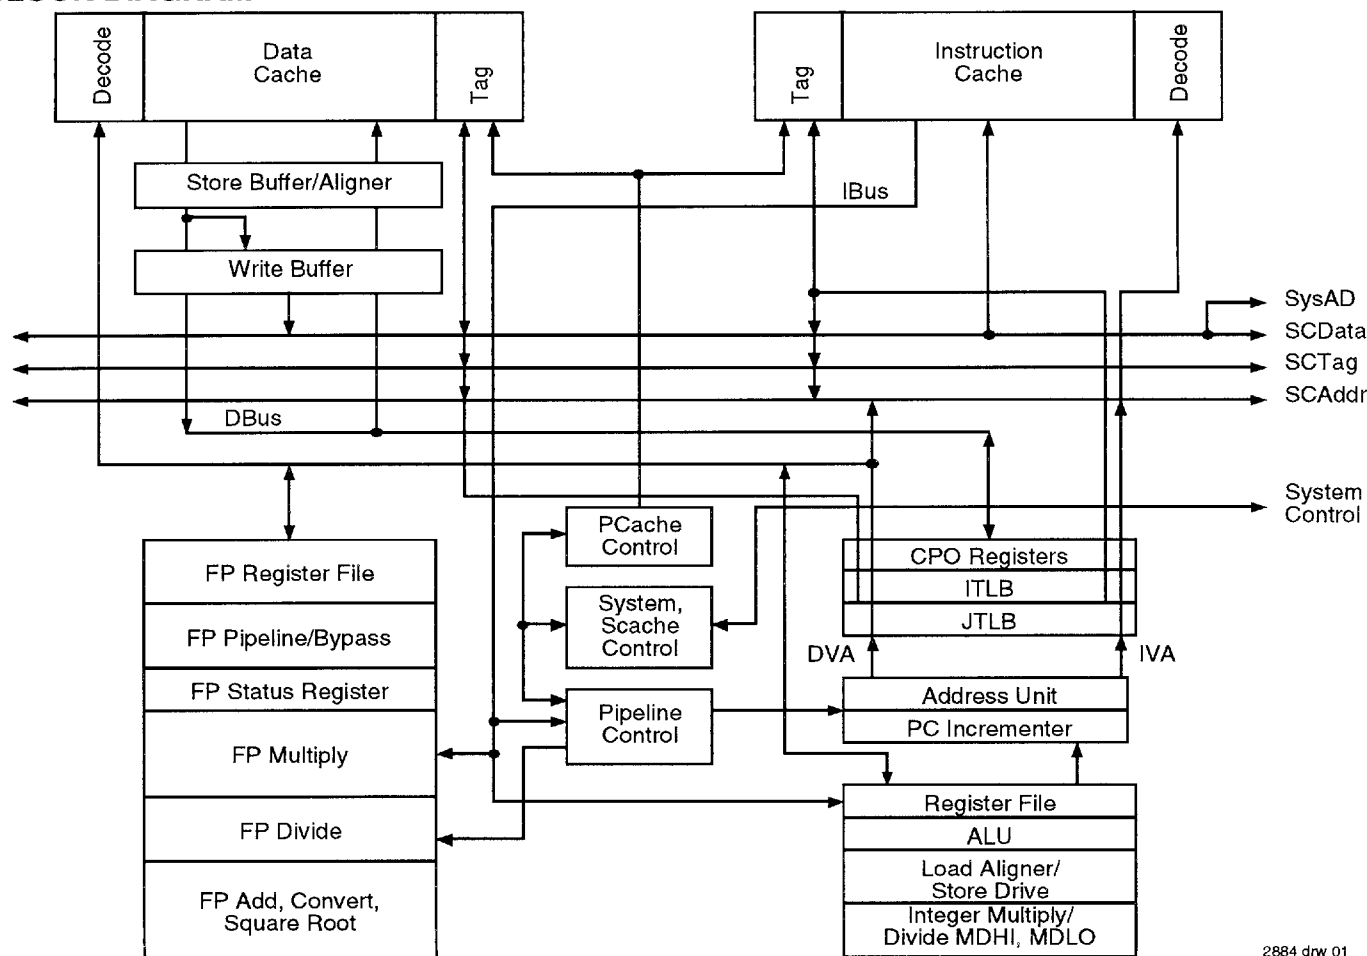 Decode
Data
Cache
Tag
Tag
Instruction
Cache
Decode
Store Buffer/Aligner
IBus
Write Buffer
SysAD
SCData
SCTag
SCAddr
DBus
System
Control
PCache
Control
CPO Registers
FP Register File
ITLB
System,
Scache
Control
JTLB
FP Pipeline/Bypass
DVA
IVA
FP Status Register
Address Unit
Pipeline
Control
PC Incrementer
FP Multiply
Register File
FP Divide
ALU
Load Aligner/
Store Drive
FP Add, Convert,
Square Root
Integer Multiply/
Divide MDHI, MDLO
2884 drw 01